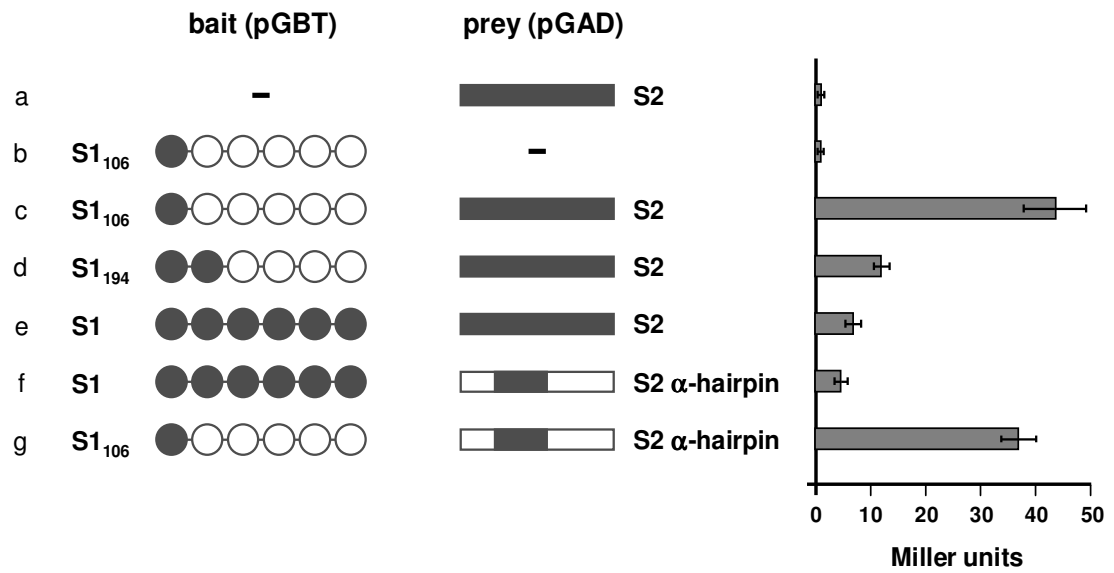 bait (pGBT) prey (pGAD)
a - S2
b S1₁₀₆ -
c S1₁₀₆ S2
d S1₁₉₄ S2
e S1 S2
f S1 S2 α-hairpin
g S1₁₀₆ S2 α-hairpin
0 10 20 30 40 50
Miller units